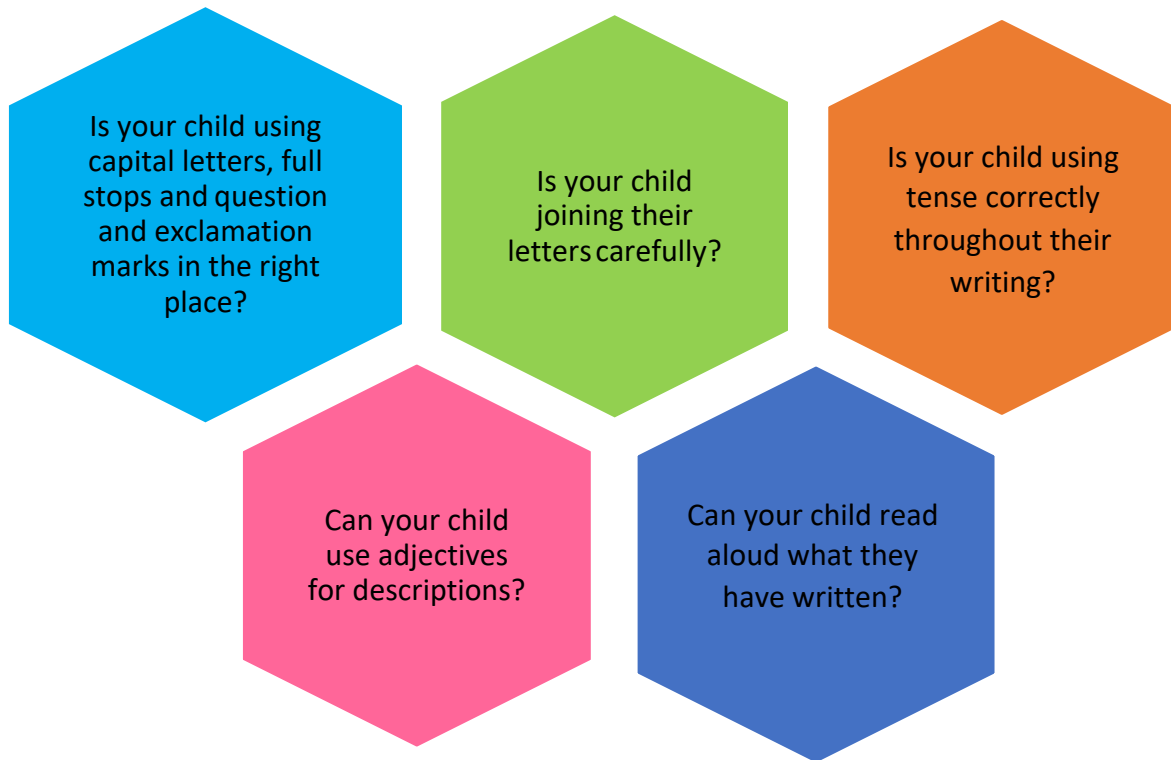 Is your child using
capital letters, full
stops and question
and exclamation
marks in the right
place?
Is your child
joining their
letters carefully?
Is your child using
tense correctly
throughout their
writing?
Can your child
use adjectives
for descriptions?
Can your child read
aloud what they
have written?